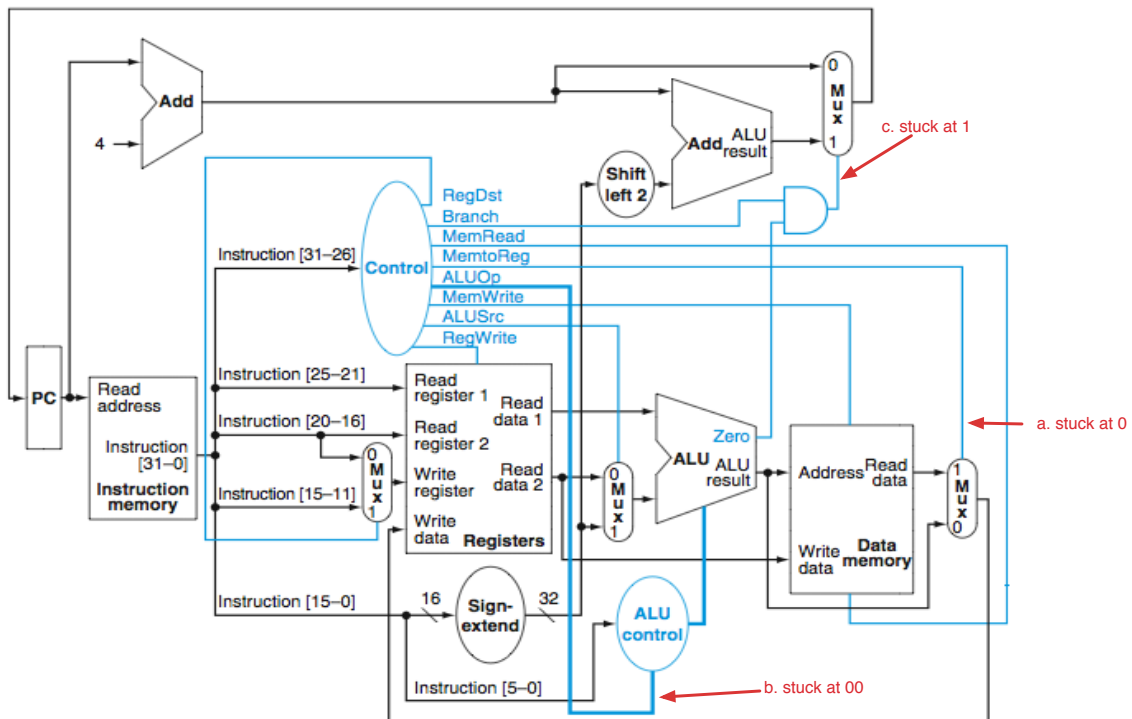 0
M
u
x
1
Add
4
Add ALU
result
c. stuck at 1
Shift
left 2
RegDst
Branch
MemRead
MemtoReg
ALUOp
MemWrite
ALUSrc
RegWrite
Control
Instruction [31–26]
Instruction [25–21]
Instruction [20–16]
Instruction [15–11]
Instruction [15–0]
Instruction [5–0]
PC
Read
address
Instruction
[31–0]
Instruction
memory
0
M
u
x
1
Read
register 1
Read
register 2
Write
register
Write
data
Read
data 1
Read
data 2
Registers
0
M
u
x
1
Zero
ALU
ALU
result
a. stuck at 0
Address
Read
data
Write
data
Data
memory
1
M
u
x
0
16
Sign-
extend
32
ALU
control
b. stuck at 00